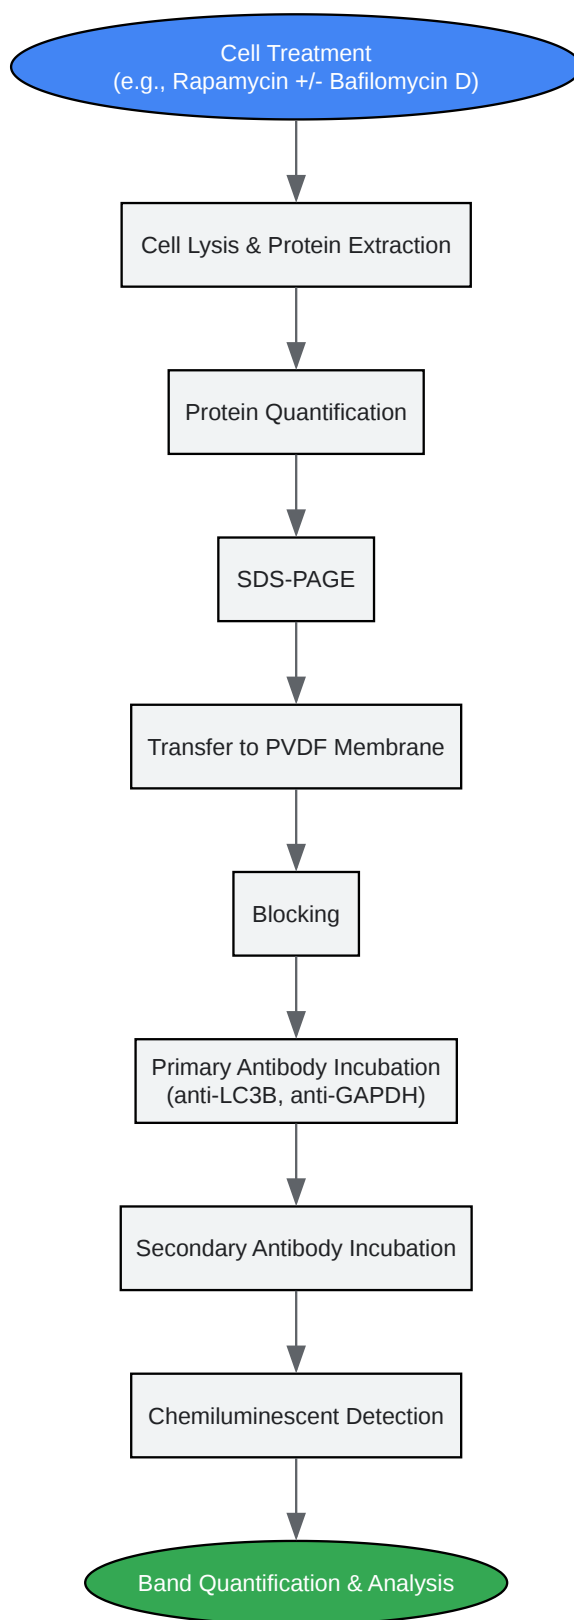 Cell Treatment
(e.g., Rapamycin +/- Bafilomycin D)
Cell Lysis & Protein Extraction
Protein Quantification
SDS-PAGE
Transfer to PVDF Membrane
Blocking
Primary Antibody Incubation
(anti-LC3B, anti-GAPDH)
Secondary Antibody Incubation
Chemiluminescent Detection
Band Quantification & Analysis